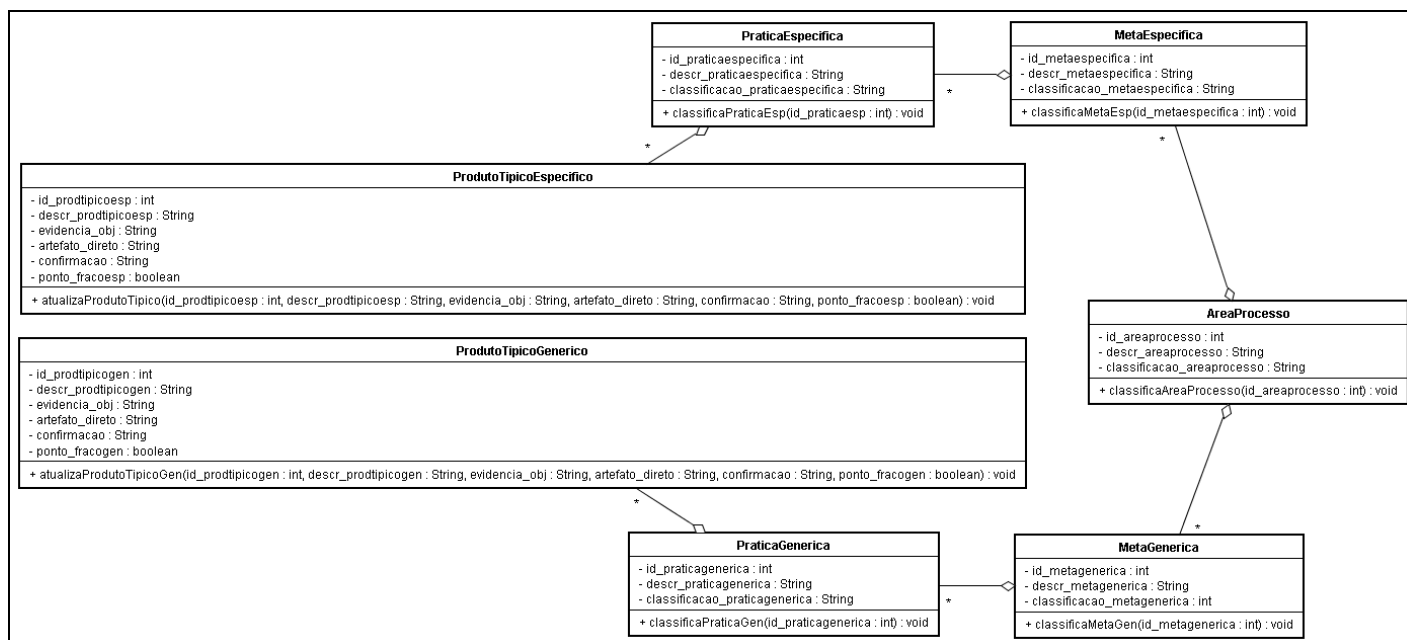 PraticaEspecifica
- id_praticaespecifica : int
- descr_praticaespecifica : String
- classificacao_praticaespecifica : String
+ classificaPraticaEsp(id_praticaesp : int) : void
MetaEspecifica
- id_metaespecifica : int
- descr_metaespecifica : String
- classificacao_metaespecifica : String
+ classificaMetaEsp(id_metaespecifica : int) : void
*
*
*
ProdutoTipicoEspecifico
- id_prodtipicoesp : int
- descr_prodtipicoesp : String
- evidencia_obj : String
- artefato_direto : String
- confirmacao : String
- ponto_fracoesp : boolean
+ atualizaProdutoTipico(id_prodtipicoesp : int, descr_prodtipicoesp : String, evidencia_obj : String, artefato_direto : String, confirmacao : String, ponto_fracoesp : boolean) : void
AreaProcesso
- id_areaprocesso : int
- descr_areaprocesso : String
- classificacao_areaprocesso : String
+ classificaAreaProcesso(id_areaprocesso : int) : void
ProdutoTipicoGenerico
- id_prodtipicogen : int
- descr_prodtipicogen : String
- evidencia_obj : String
- artefato_direto : String
- confirmacao : String
- ponto_fracogen : boolean
+ atualizaProdutoTipicoGen(id_prodtipicogen : int, descr_prodtipicogen : String, evidencia_obj : String, artefato_direto : String, confirmacao : String, ponto_fracogen : boolean) : void
*
*
PraticaGenerica
- id_praticagenerica : int
- descr_praticagenerica : String
- classificacao_praticagenerica : String
+ classificaPraticaGen(id_praticagenerica : int) : void
*
MetaGenerica
- id_metagenerica : int
- descr_metagenerica : String
- classificacao_metagenerica : int
+ classificaMetaGen(id_metagenerica : int) : void